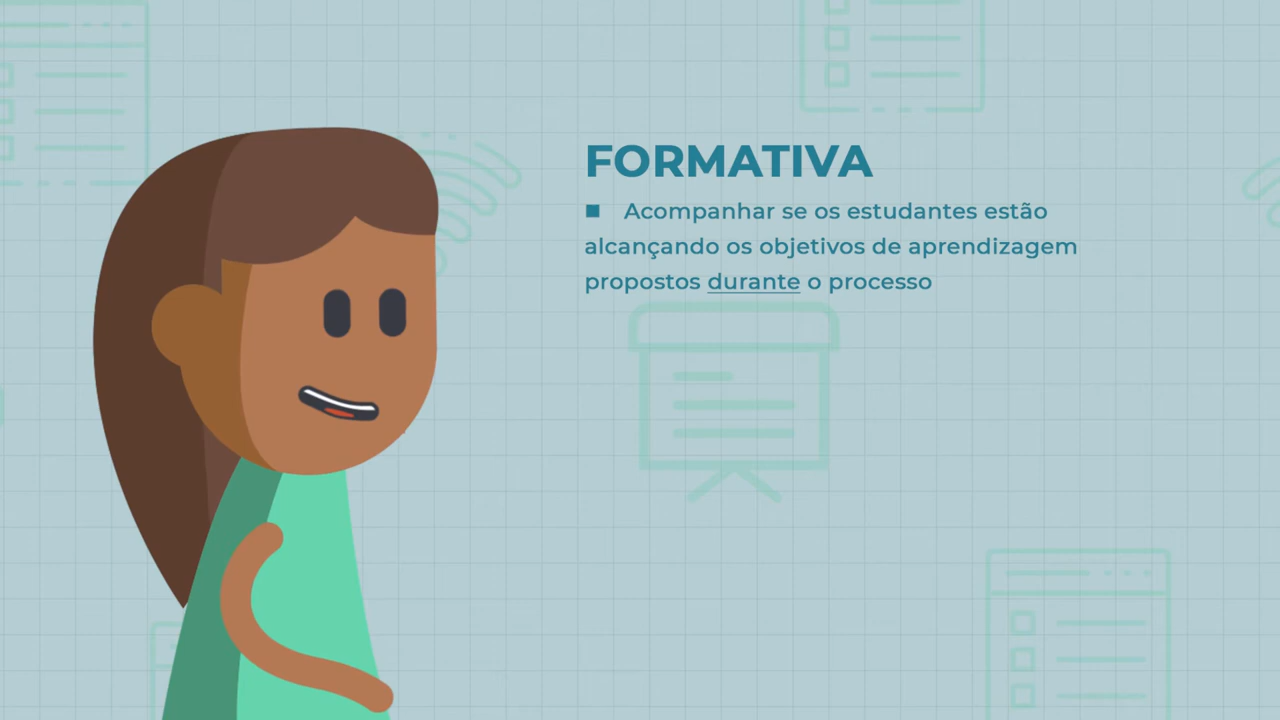 FORMATIVA
■ Acompanhar se os estudantes estão
alcançando os objetivos de aprendizagem
propostos durante o processo